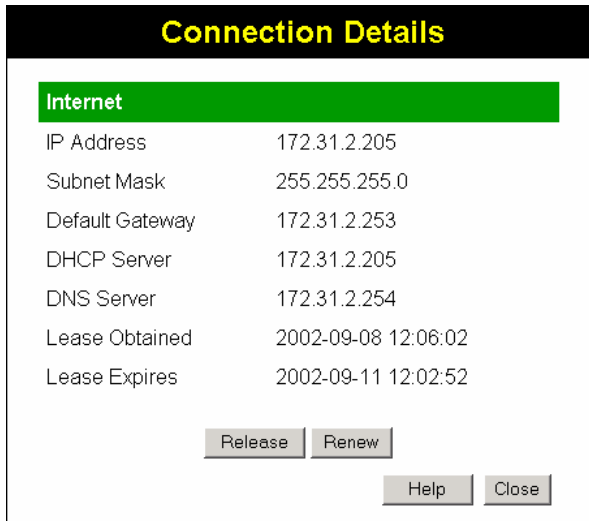 Connection Details
Internet
IP Address 172.31.2.205
Subnet Mask 255.255.255.0
Default Gateway 172.31.2.253
DHCP Server 172.31.2.205
DNS Server 172.31.2.254
Lease Obtained 2002-09-08 12:06:02
Lease Expires 2002-09-11 12:02:52
Release Renew
Help Close